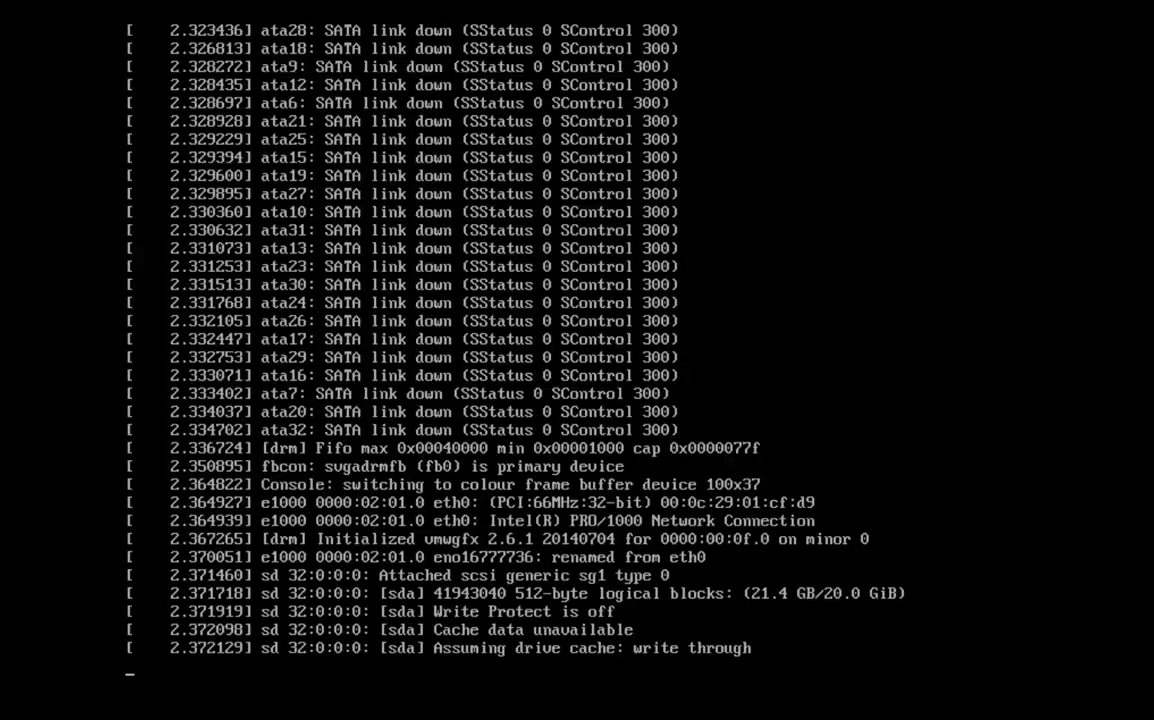 [    2.323436] ata28: SATA link down (SStatus 0 SControl 300)
[    2.326813] ata18: SATA link down (SStatus 0 SControl 300)
[    2.328272] ata9: SATA link down (SStatus 0 SControl 300)
[    2.328435] ata12: SATA link down (SStatus 0 SControl 300)
[    2.328697] ata6: SATA link down (SStatus 0 SControl 300)
[    2.328928] ata21: SATA link down (SStatus 0 SControl 300)
[    2.329229] ata25: SATA link down (SStatus 0 SControl 300)
[    2.329394] ata15: SATA link down (SStatus 0 SControl 300)
[    2.329600] ata19: SATA link down (SStatus 0 SControl 300)
[    2.329895] ata27: SATA link down (SStatus 0 SControl 300)
[    2.330360] ata10: SATA link down (SStatus 0 SControl 300)
[    2.330632] ata31: SATA link down (SStatus 0 SControl 300)
[    2.331073] ata13: SATA link down (SStatus 0 SControl 300)
[    2.331253] ata23: SATA link down (SStatus 0 SControl 300)
[    2.331513] ata30: SATA link down (SStatus 0 SControl 300)
[    2.331768] ata24: SATA link down (SStatus 0 SControl 300)
[    2.332105] ata26: SATA link down (SStatus 0 SControl 300)
[    2.332447] ata17: SATA link down (SStatus 0 SControl 300)
[    2.332753] ata29: SATA link down (SStatus 0 SControl 300)
[    2.333071] ata16: SATA link down (SStatus 0 SControl 300)
[    2.333402] ata7: SATA link down (SStatus 0 SControl 300)
[    2.334037] ata20: SATA link down (SStatus 0 SControl 300)
[    2.334702] ata32: SATA link down (SStatus 0 SControl 300)
[    2.336724] [drm] Fifo max 0x00040000 min 0x00001000 cap 0x0000077f
[    2.350895] fbcon: svgadrmfb (fb0) is primary device
[    2.364822] Console: switching to colour frame buffer device 100x37
[    2.364927] e1000 0000:02:01.0 eth0: (PCI:66MHz:32-bit) 00:0c:29:01:cf:d9
[    2.364939] e1000 0000:02:01.0 eth0: Intel(R) PRO/1000 Network Connection
[    2.367265] [drm] Initialized vmwgfx 2.6.1 20140704 for 0000:00:0f.0 on minor 0
[    2.370051] e1000 0000:02:01.0 eno16777736: renamed from eth0
[    2.371460] sd 32:0:0:0: Attached scsi generic sg1 type 0
[    2.371718] sd 32:0:0:0: [sda] 41943040 512-byte logical blocks: (21.4 GB/20.0 GiB)
[    2.371919] sd 32:0:0:0: [sda] Write Protect is off
[    2.372098] sd 32:0:0:0: [sda] Cache data unavailable
[    2.372129] sd 32:0:0:0: [sda] Assuming drive cache: write through